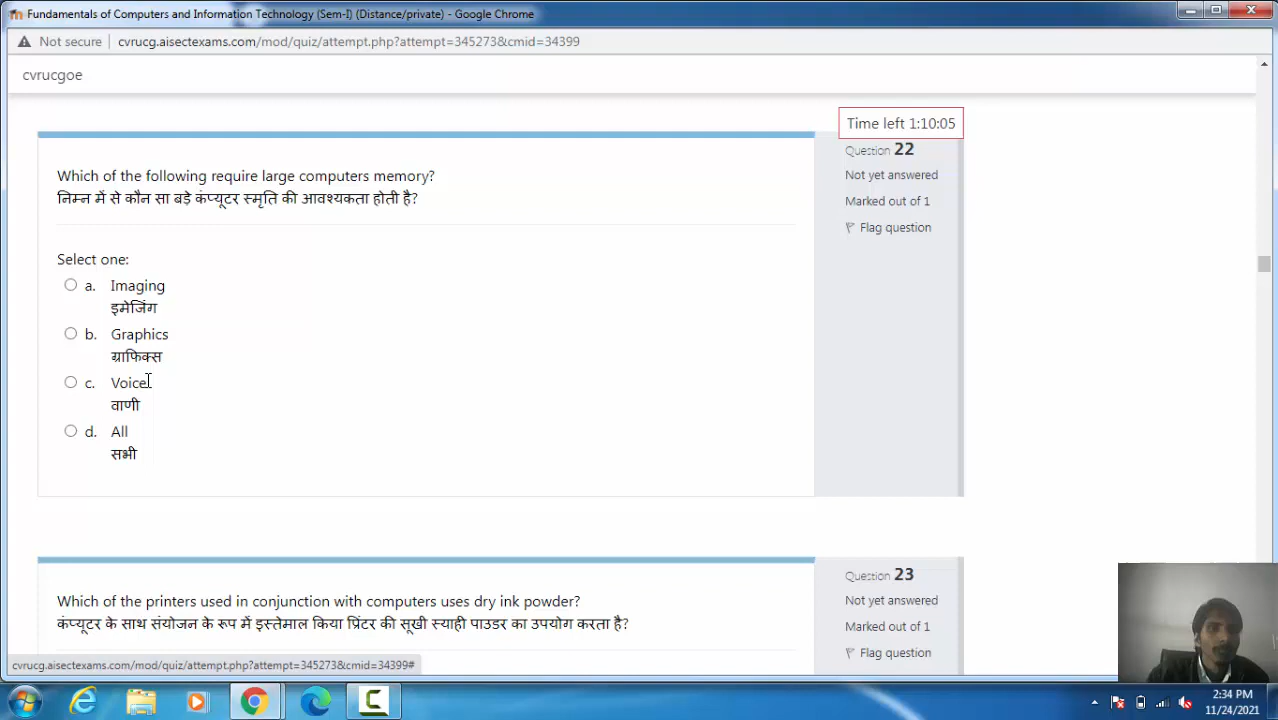 Fundamentals of Computers and Information Technology (Sem-I) (Distance/private) - Google Chrome
Not secure | cvrucg.aisectexams.com/mod/quiz/attempt.php?attempt=345273&cmid=34399
cvrucgoe
Time left 1:10:05
Question 22
Not yet answered
Marked out of 1
Flag question
Which of the following require large computers memory?
निम्न में से कौन सा बड़े कंप्यूटर स्मृति की आवश्यकता होती है?
Select one:
a. Imaging
इमेजिंग
b. Graphics
ग्राफिक्स
c. Voice
वाणी
d. All
सभी
Question 23
Not yet answered
Marked out of 1
Flag question
Which of the printers used in conjunction with computers uses dry ink powder?
कंप्यूटर के साथ संयोजन के रूप में इस्तेमाल किया प्रिंटर की सूखी स्याही पाउडर का उपयोग करता है?
cvrucg.aisectexams.com/mod/quiz/attempt.php?attempt=345273&cmid=34399#
2:34 PM
11/24/2021